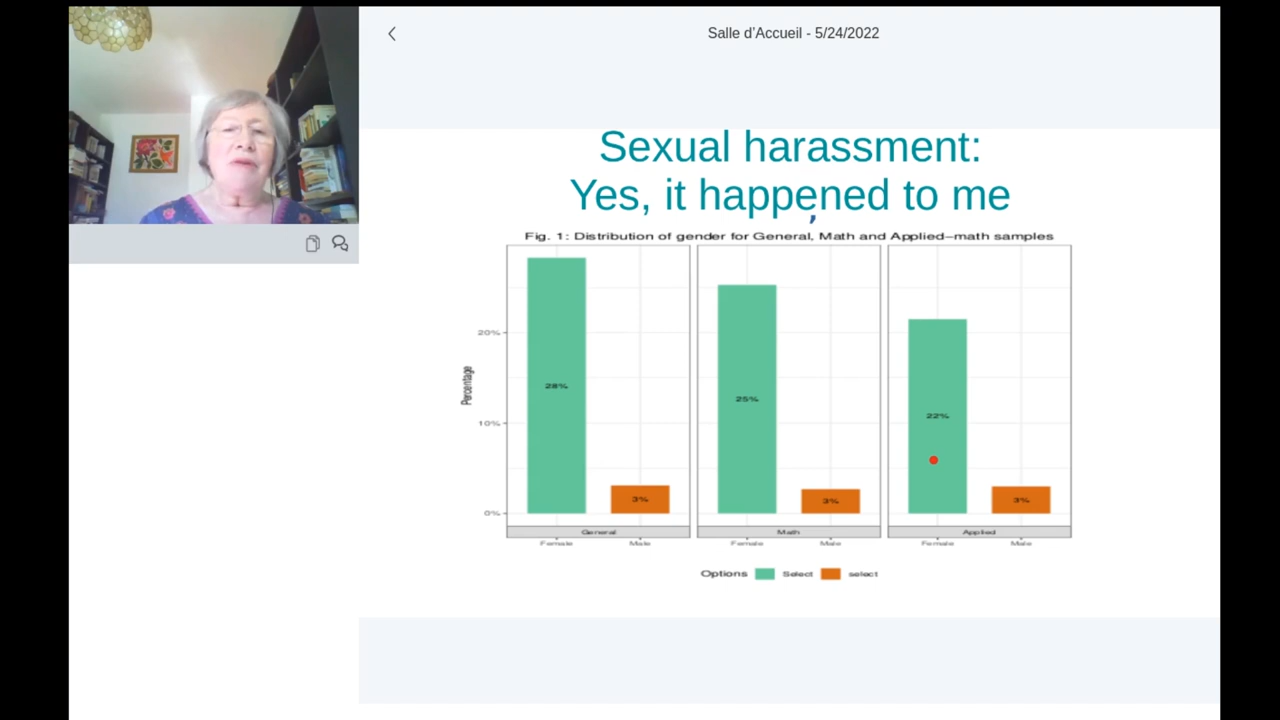 Salle d'Accueil - 5/24/2022
Sexual harassment:
Yes, it happened to me
Fig. 1: Distribution of gender for General, Math and Applied–math samples
Percentage
20%
10%
0%
28%
3%
25%
3%
22%
3%
General
Math
Applied
Female Male
Female Male
Female Male
Options Select select